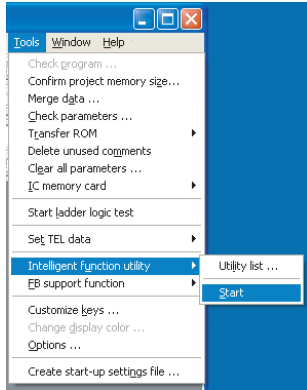 Tools Window Help
Check program ...
Confirm project memory size...
Merge data ...
Check parameters ...
Transfer ROM
Delete unused comments
Clear all parameters ...
IC memory card
Start ladder logic test
Set TEL data
Intelligent function utility
Utility list ...
FB support function
Start
Customize keys ...
Change display color ...
Options ...
Create start-up settings file ...